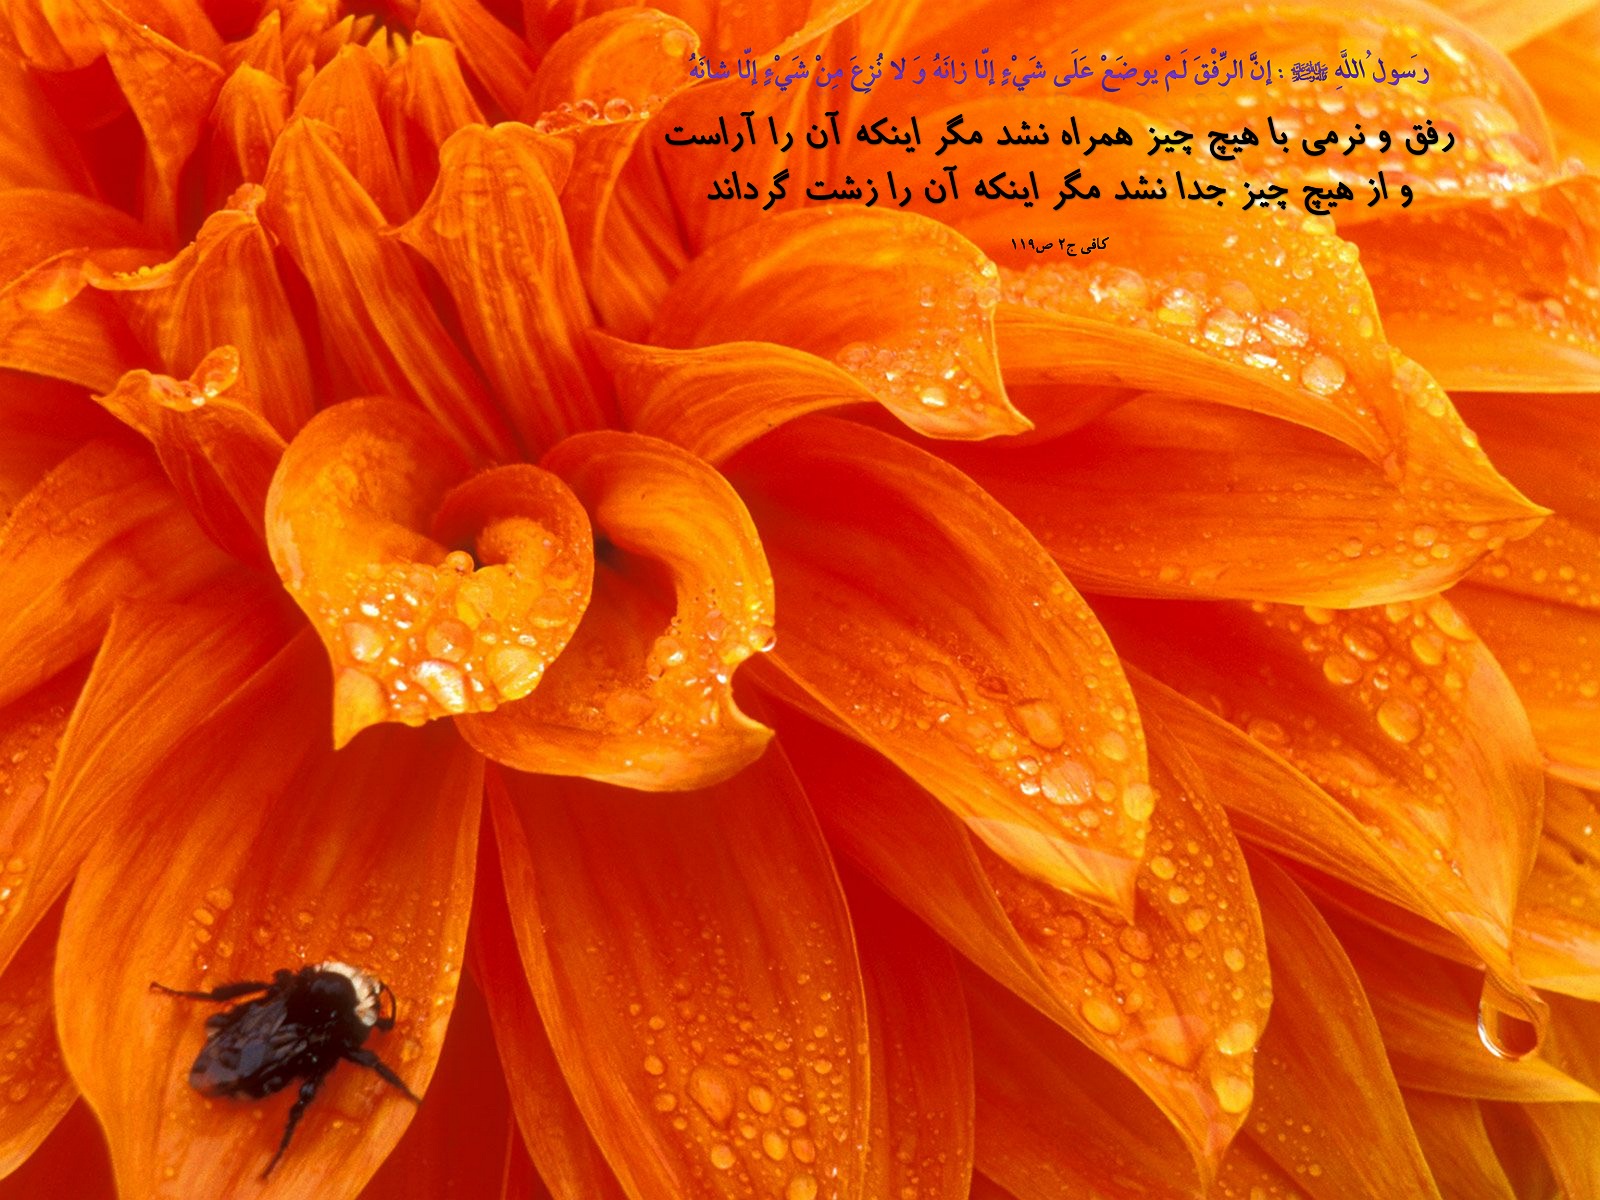 رسَولُ اللَّهِ ﷺ : إنَّ الرِّفْقَ لَمْ يوضَعْ عَلَى شَيْءٍ إلّا زانَهُ وَ لا نُزِعَ مِنْ شَيْءٍ إلّا شانَهُ
رفق و نرمی با هیچ چیز همراه نشد مگر اینکه آن را آراست
و از هیچ چیز جدا نشد مگر اینکه آن را زشت گرداند
کافی ج۲ ص۱۱۹